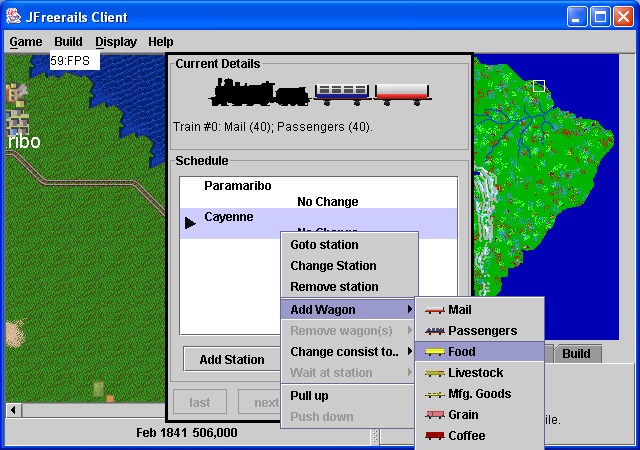 JFreerails Client
Game Build Display Help
59:FPS
ribo
Current Details
Train #0: Mail (40); Passengers (40).
Schedule
Paramaribo
No Change
Cayenne
No Change
Goto station
Change Station
Remove station
Add Wagon
Remove wagon(s)
Change consist to..
Wait at station
Pull up
Push down
Mail
Passengers
Food
Livestock
Mfg. Goods
Grain
Coffee
Add Station
last
next
Build
ile.
Feb 1841 506,000